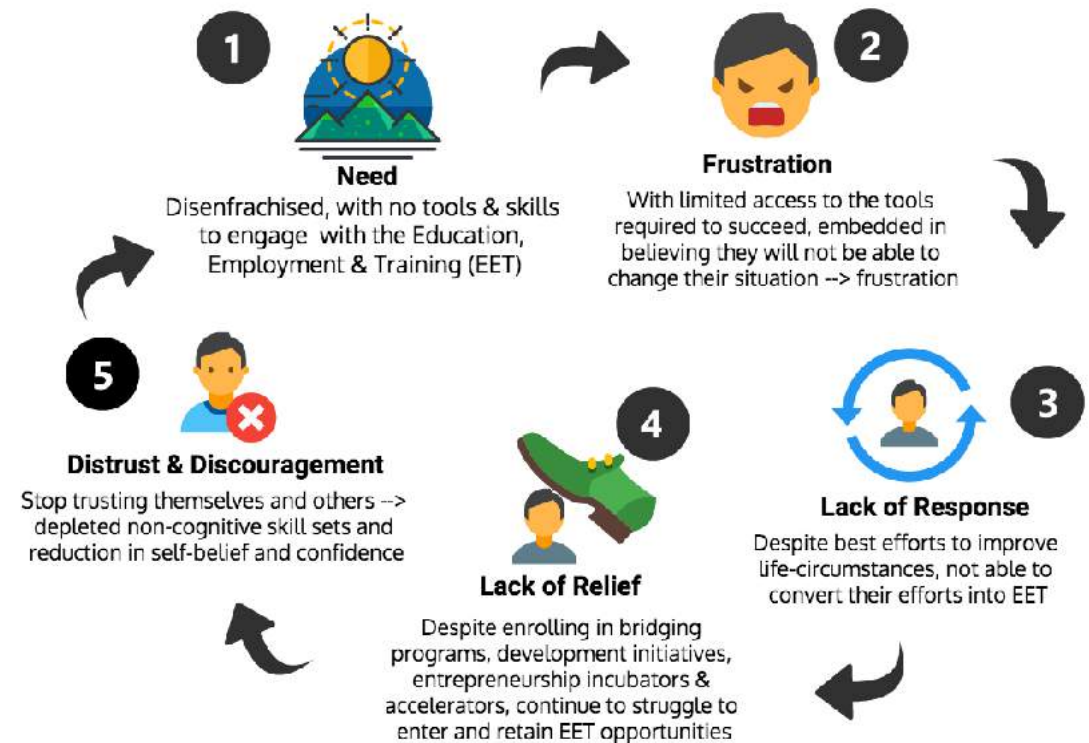 1
Need
Disenfrachised, with no tools & skills
to engage with the Education,
Employment & Training (EET)
2
Frustration
With limited access to the tools
required to succeed, embedded in
believing they will not be able to
change their situation --> frustration
3
Lack of Response
Despite best efforts to improve
life-circumstances, not able to
convert their efforts into EET
4
Lack of Relief
Despite enrolling in bridging
programs, development initiatives,
entrepreneurship incubators &
accelerators, continue to struggle to
enter and retain EET opportunities
5
Distrust & Discouragement
Stop trusting themselves and others -->
depleted non-cognitive skill sets and
reduction in self-belief and confidence